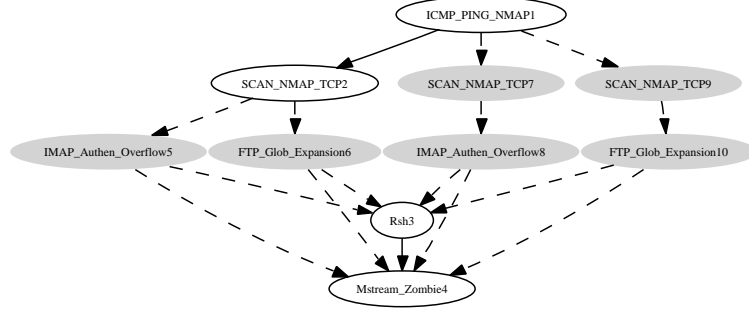 ICMP_PING_NMAP1
SCAN_NMAP_TCP2
SCAN_NMAP_TCP7
SCAN_NMAP_TCP9
IMAP_Authen_Overflow5
FTP_Glob_Expansion6
IMAP_Authen_Overflow8
FTP_Glob_Expansion10
Rsh3
Mstream_Zombie4